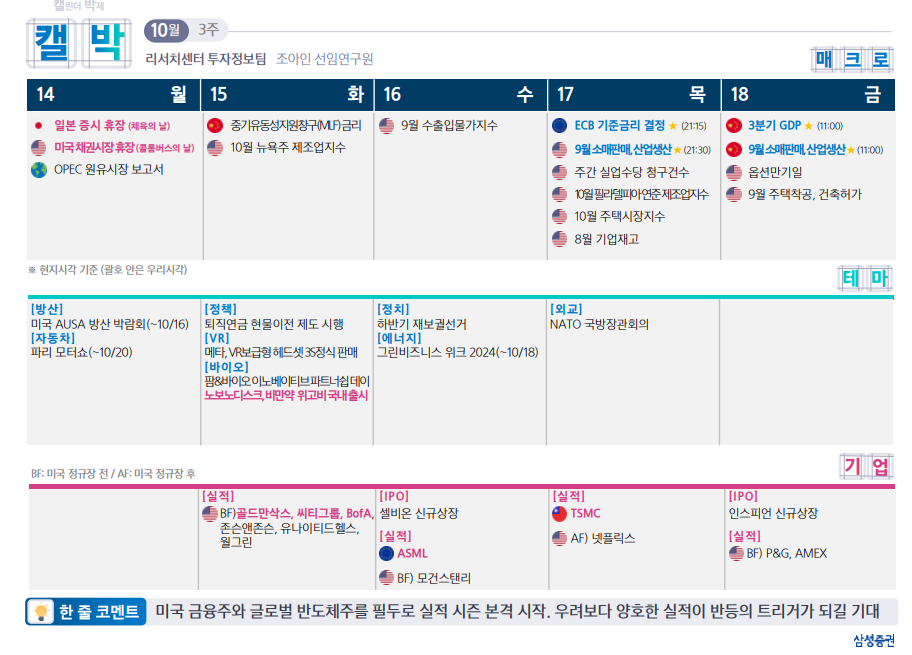 캘린더 박제
캘 박
10월 3주
리서치센터 투자정보팀 조아인 선임연구원
매크로
14 월
15 화
16 수
17 목
18 금
일본 증시 휴장 (체육의 날)
미국 채권시장 휴장 (콜롬버스의 날)
OPEC 원유시장 보고서
중기유동성지원창구(MLF) 금리
10월 뉴욕주 제조업지수
9월 수출입물가지수
ECB 기준금리 결정 ★ (21:15)
9월 소매판매, 산업생산 ★ (21:30)
주간 실업수당 청구건수
10월 필라델피아 연준 제조업지수
10월 주택시장지수
8월 기업재고
3분기 GDP ★ (11:00)
9월 소매판매, 산업생산 ★ (11:00)
옵션만기일
9월 주택착공, 건축허가
※ 현지시각 기준 (괄호 안은 우리시각)
테마
[방산]
미국 AUSA 방산 박람회(~10/16)
[자동차]
파리 모터쇼(~10/20)
[정책]
퇴직연금 현물이전 제도 시행
[VR]
메타, VR보급형 헤드셋 3S정식 판매
[바이오]
팜&바이오 이노베이티브 파트너쉽 데이
노보노디스크, 비만약 위고비 국내 출시
[정치]
하반기 재보궐선거
[에너지]
그린비즈니스 위크 2024(~10/18)
[외교]
NATO 국방장관회의
BF: 미국 정규장 전 / AF: 미국 정규장 후
기업
[실적]
BF)골드만삭스, 씨티그룹, BofA,
존슨앤존슨, 유나이티드헬스,
월그린
[IPO]
셀비온 신규상장
[실적]
ASML
BF) 모건스탠리
[실적]
TSMC
AF) 넷플릭스
[IPO]
인스피언 신규상장
[실적]
BF) P&G, AMEX
한 줄 코멘트 미국 금융주와 글로벌 반도체주를 필두로 실적 시즌 본격 시작. 우려보다 양호한 실적이 반등의 트리거가 되길 기대
삼성증권